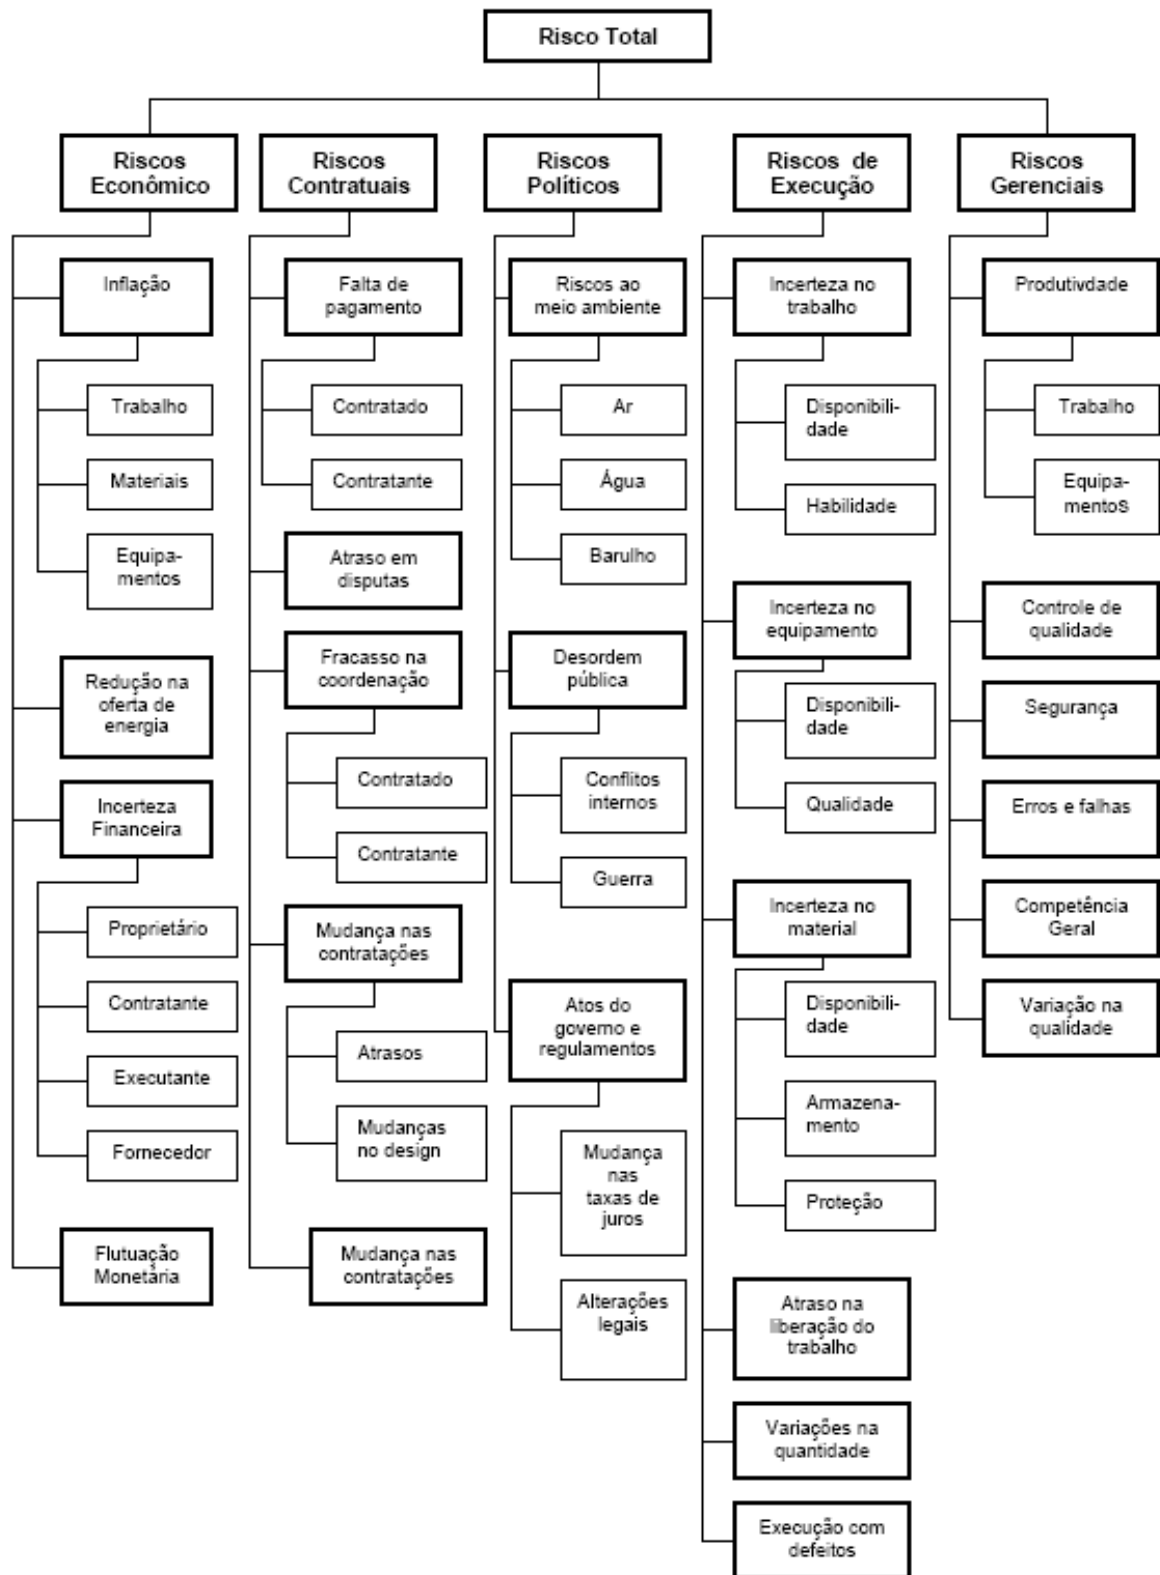 Risco Total
Riscos
Econômico
Inflação
Trabalho
Materiais
Equipa-
mentos
Redução na
oferta de
energia
Incerteza
Financeira
Proprietário
Contratante
Executante
Fornecedor
Flutuação
Monetária
Riscos
Contratuais
Falta de
pagamento
Contratado
Contratante
Atraso em
disputas
Fracasso na
coordenação
Contratado
Contratante
Mudança nas
contratações
Atrasos
Mudanças
no design
Mudança nas
contratações
Riscos
Políticos
Riscos ao
meio ambiente
Ar
Água
Barulho
Desordem
pública
Conflitos
internos
Guerra
Atos do
governo e
regulamentos
Mudança
nas
taxas de
juros
Alterações
legais
Riscos de
Execução
Incerteza no
trabalho
Disponibili-
dade
Habilidade
Incerteza no
equipamento
Disponibili-
dade
Qualidade
Incerteza no
material
Disponibili-
dade
Armazena-
mento
Proteção
Atraso na
liberação do
trabalho
Variações na
quantidade
Execução com
defeitos
Riscos
Gerenciais
Produtivdade
Trabalho
Equipa-
mentos
Controle de
qualidade
Segurança
Erros e falhas
Competência
Geral
Variação na
qualidade